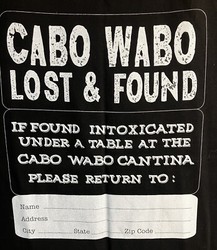 CABO WABO
LOST & FOUND
IF FOUND INTOXICATED
UNDER A TABLE AT THE
CABO WABO CANTINA
PLEASE RETURN TO :
Name
Address
City State Zip Code